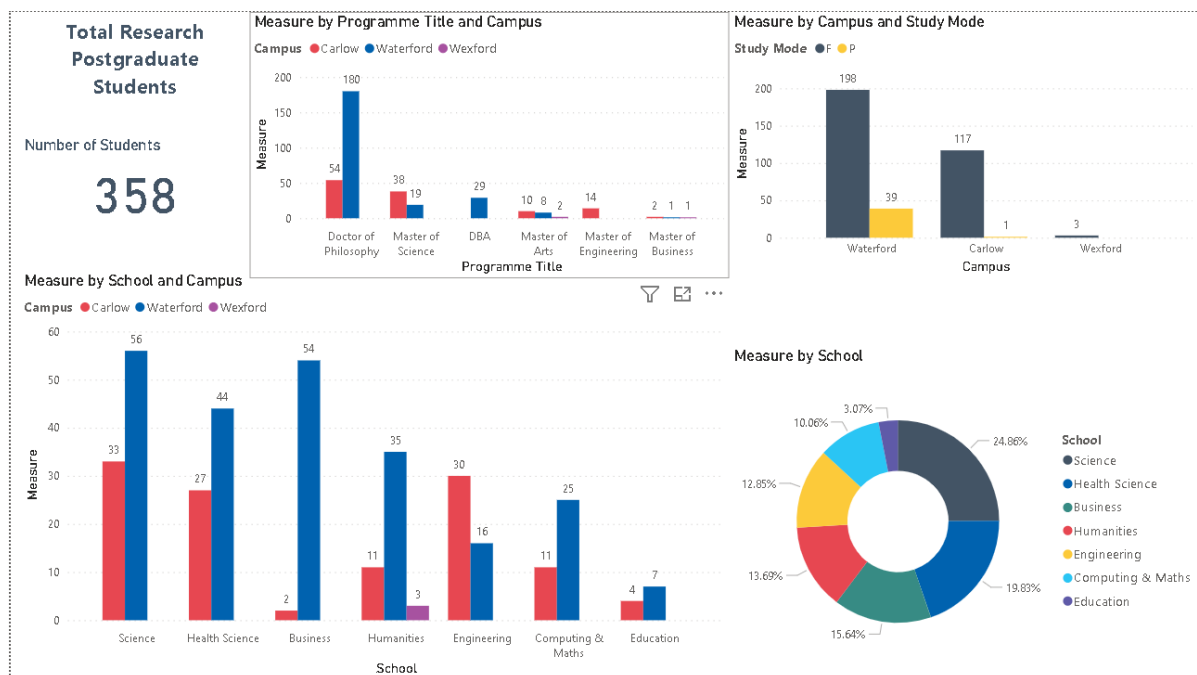 Total Research
Postgraduate
Students
Number of Students
358
Measure by Programme Title and Campus
Campus Carlow Waterford Wexford
Measure
200
150
100
50
0
54 180
38 19
29
10 8 2
14
2 1 1
Doctor of
Philosophy
Master of
Science
DBA
Master of
Arts
Master of
Engineering
Master of
Business
Programme Title
Measure by Campus and Study Mode
Study Mode F P
Measure
200
150
100
50
0
198 39
117 1
3
Waterford Carlow Wexford
Campus
Measure by School and Campus
Campus Carlow Waterford Wexford
Measure
60
50
40
30
20
10
0
33 56
27 44
2 54
11 35 3
30 16
11 25
4 7
Science
Health Science
Business
Humanities
Engineering
Computing &
Maths
Education
School
Measure by School
24.86%
19.83%
15.64%
13.69%
12.85%
10.06%
3.07%
School
Science
Health Science
Business
Humanities
Engineering
Computing & Maths
Education